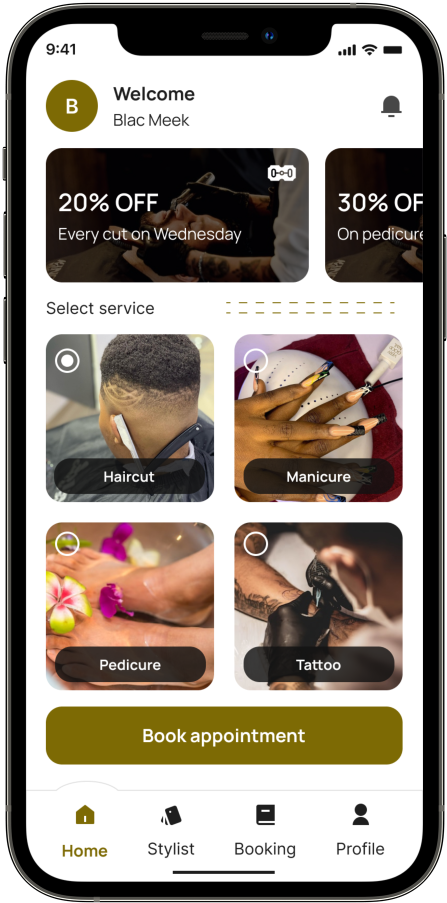 9:41
B
Welcome
Blac Meek
20% OFF
Every cut on Wednesday
30% OF
On pedicure
Select service
Haircut
Manicure
Pedicure
Tattoo
Book appointment
Home
Stylist
Booking
Profile